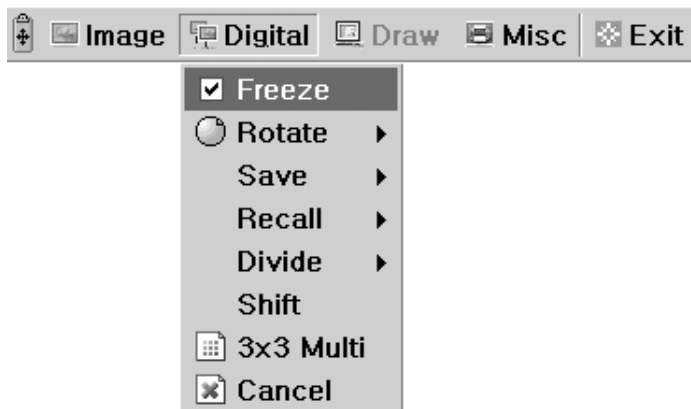 Image Digital Draw Misc Exit
Freeze
Rotate
Save
Recall
Divide
Shift
3x3 Multi
Cancel